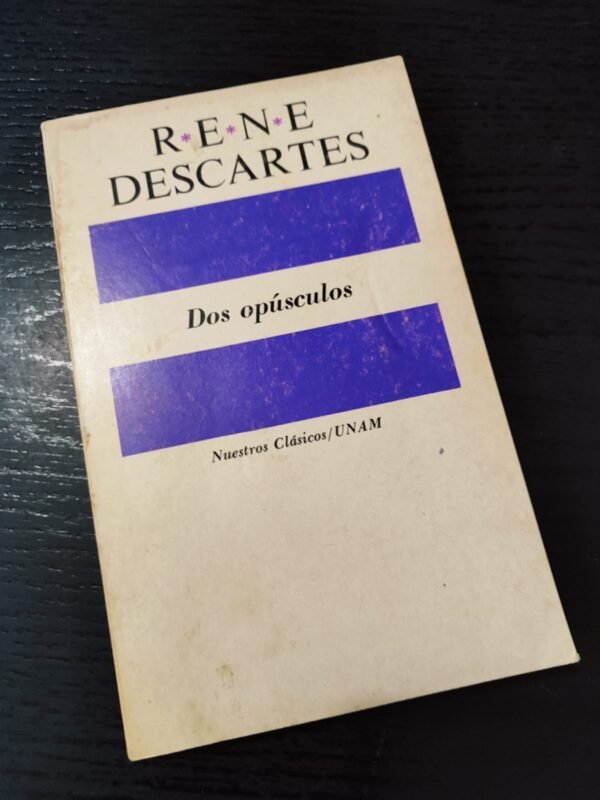 R*E*N*E
DESCARTES
Dos opúsculos
Nuestros Clásicos/UNAM